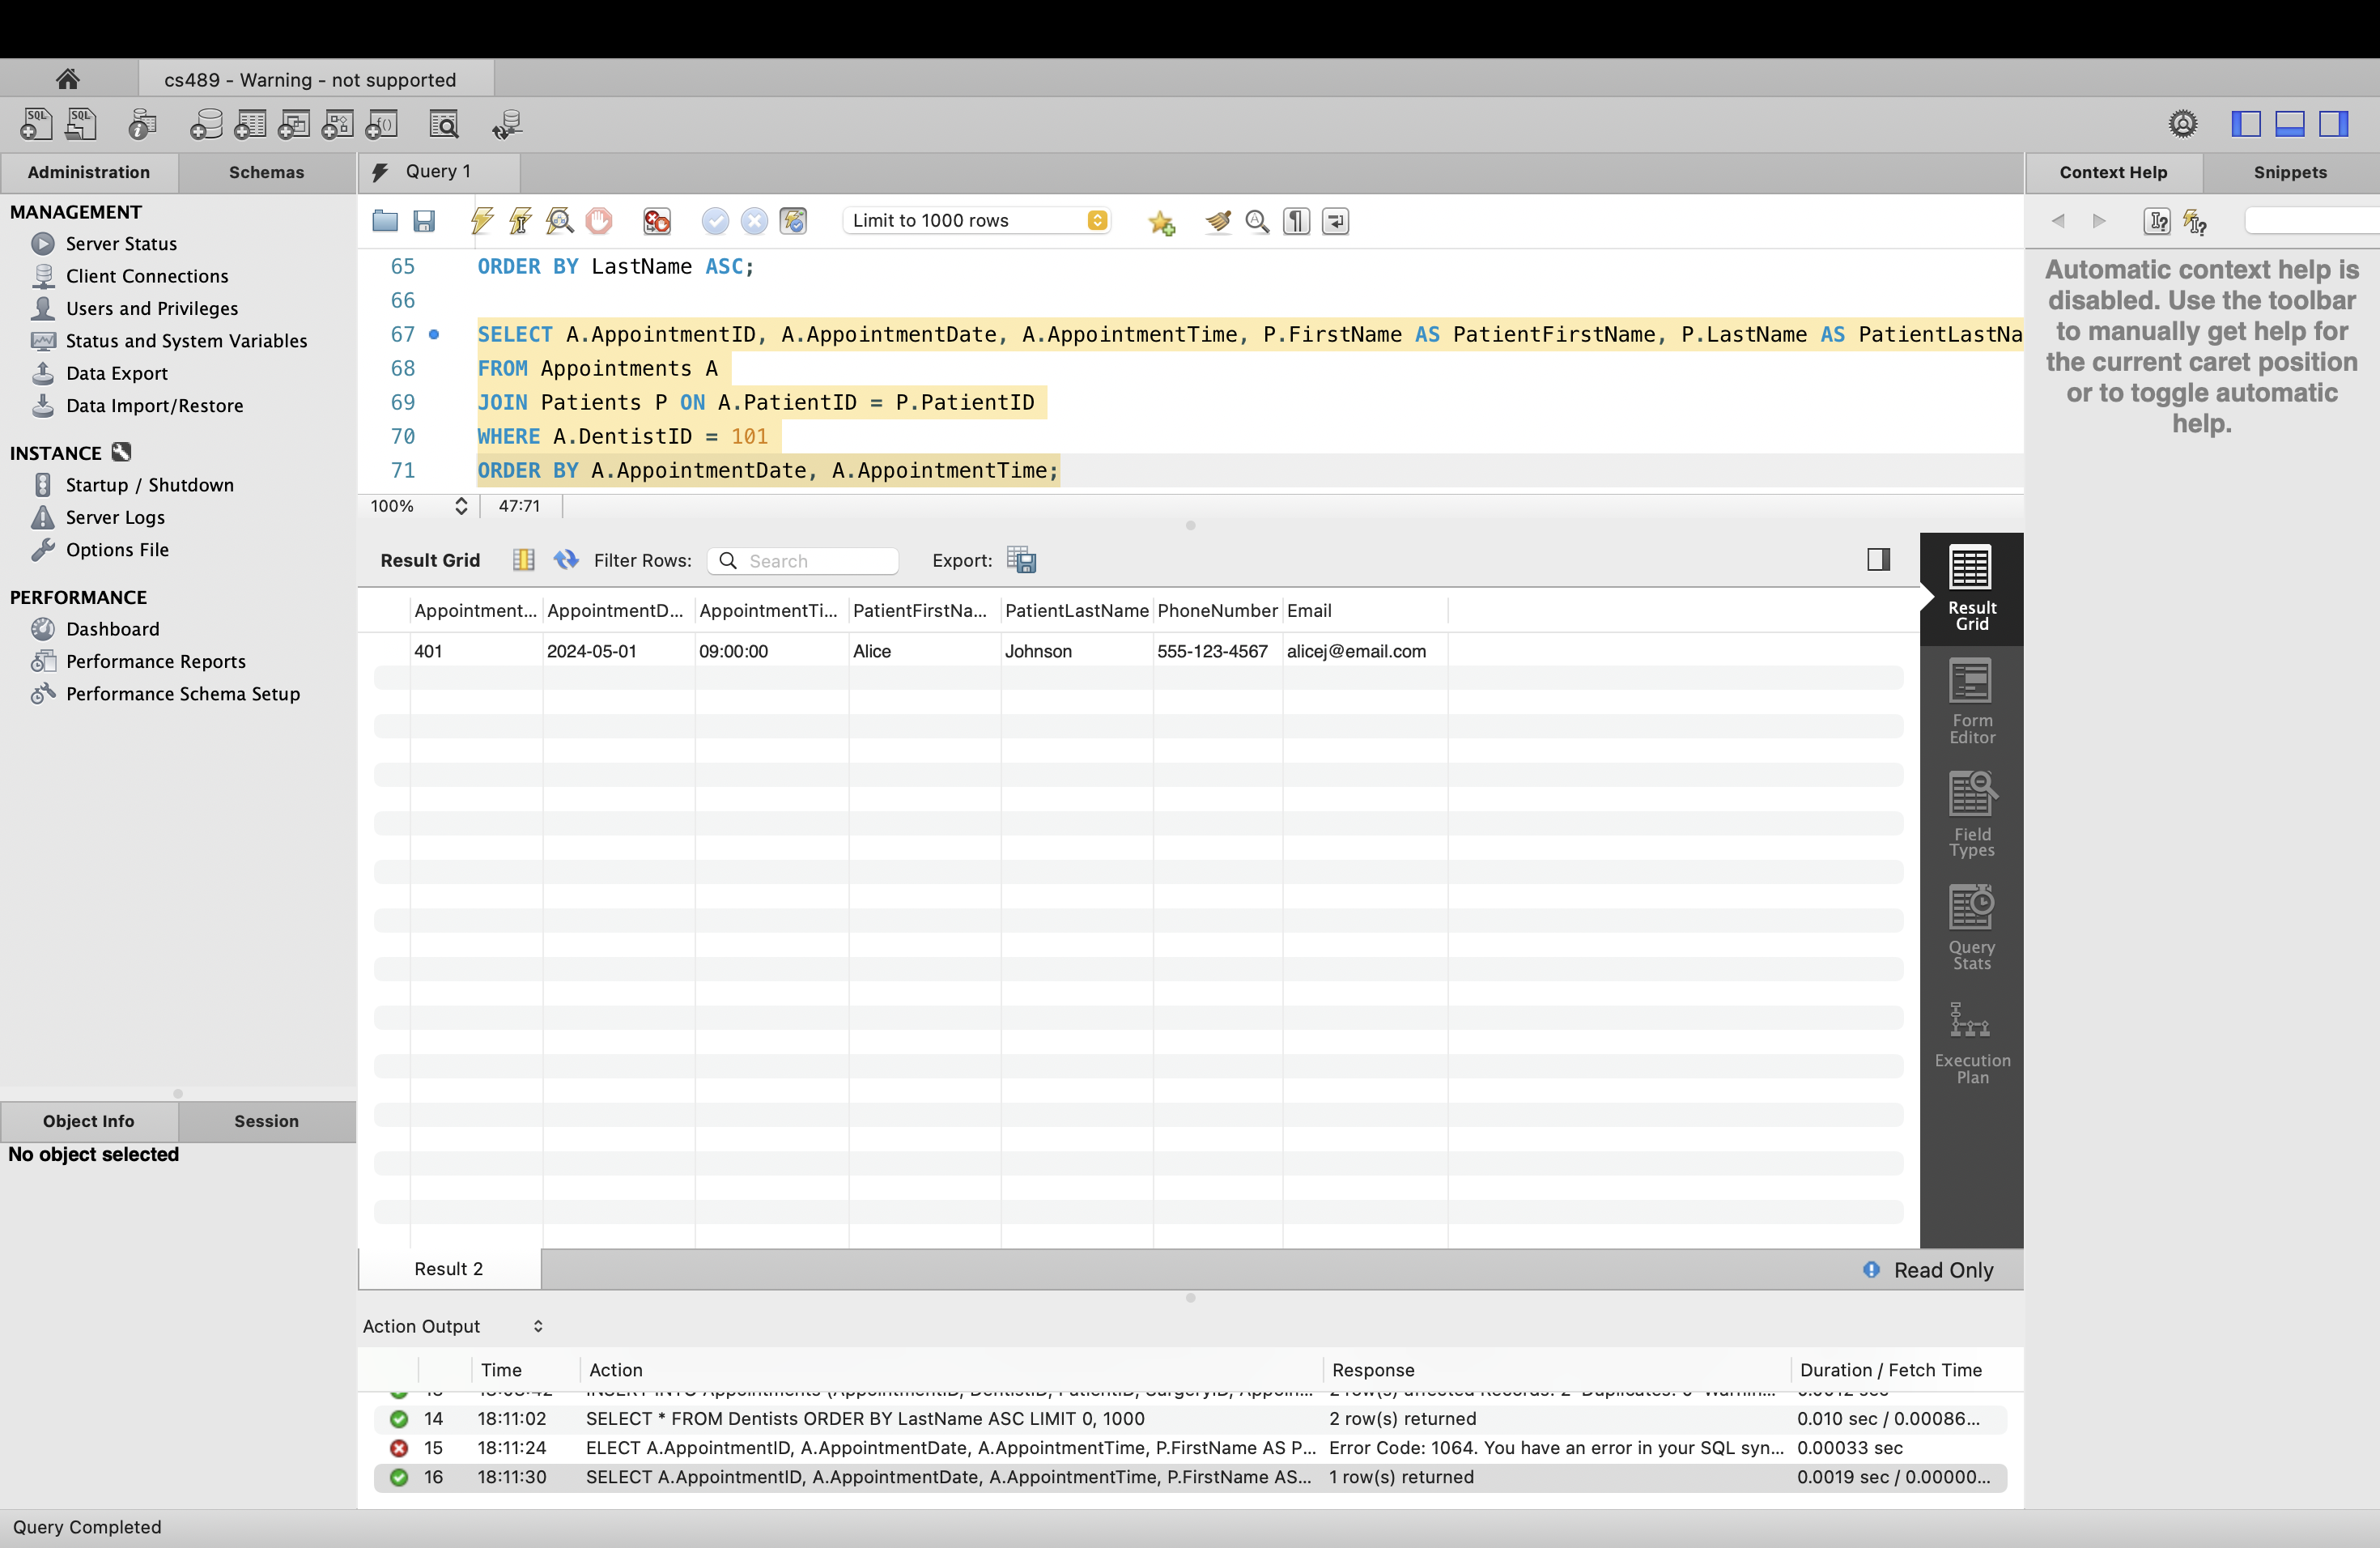 cs489 - Warning - not supported
SQL
SQL
Administration
Schemas
MANAGEMENT
Server Status
Client Connections
Users and Privileges
Status and System Variables
Data Export
Data Import/Restore
INSTANCE
Startup / Shutdown
Server Logs
Options File
PERFORMANCE
Dashboard
Performance Reports
Performance Schema Setup
Object Info
Session
No object selected
Query 1
Limit to 1000 rows
65 ORDER BY LastName ASC;
66
67 SELECT A.AppointmentID, A.AppointmentDate, A.AppointmentTime, P.FirstName AS PatientFirstName, P.LastName AS PatientLastNa
68 FROM Appointments A
69 JOIN Patients P ON A.PatientID = P.PatientID
70 WHERE A.DentistID = 101
71 ORDER BY A.AppointmentDate, A.AppointmentTime;
100% 47:71
Result Grid Filter Rows: Search Export:
Appointment... AppointmentD... AppointmentTi... PatientFirstNa... PatientLastName PhoneNumber Email
401 2024-05-01 09:00:00 Alice Johnson 555-123-4567 alicej@email.com
Result
Grid
Form
Editor
Field
Types
Query
Stats
Execution
Plan
Result 2
Read Only
Action Output
Time Action Response Duration / Fetch Time
14 18:11:02 SELECT * FROM Dentists ORDER BY LastName ASC LIMIT 0, 1000 2 row(s) returned 0.010 sec / 0.00086...
15 18:11:24 ELECT A.AppointmentID, A.AppointmentDate, A.AppointmentTime, P.FirstName AS P... Error Code: 1064. You have an error in your SQL syn... 0.00033 sec
16 18:11:30 SELECT A.AppointmentID, A.AppointmentDate, A.AppointmentTime, P.FirstName AS... 1 row(s) returned 0.0019 sec / 0.00000...
Context Help
Snippets
Automatic context help is
disabled. Use the toolbar
to manually get help for
the current caret position
or to toggle automatic
help.
Query Completed